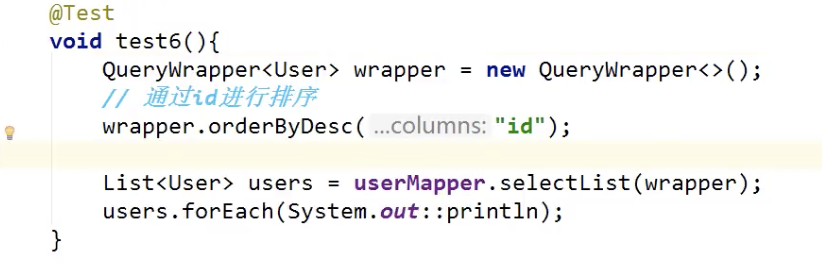 @Test
void test6(){
QueryWrapper<User> wrapper = new QueryWrapper<>();
// 通过id进行排序
wrapper.orderByDesc( ...columns: "id");
List<User> users = userMapper.selectList(wrapper);
users.forEach(System.out::println);
}